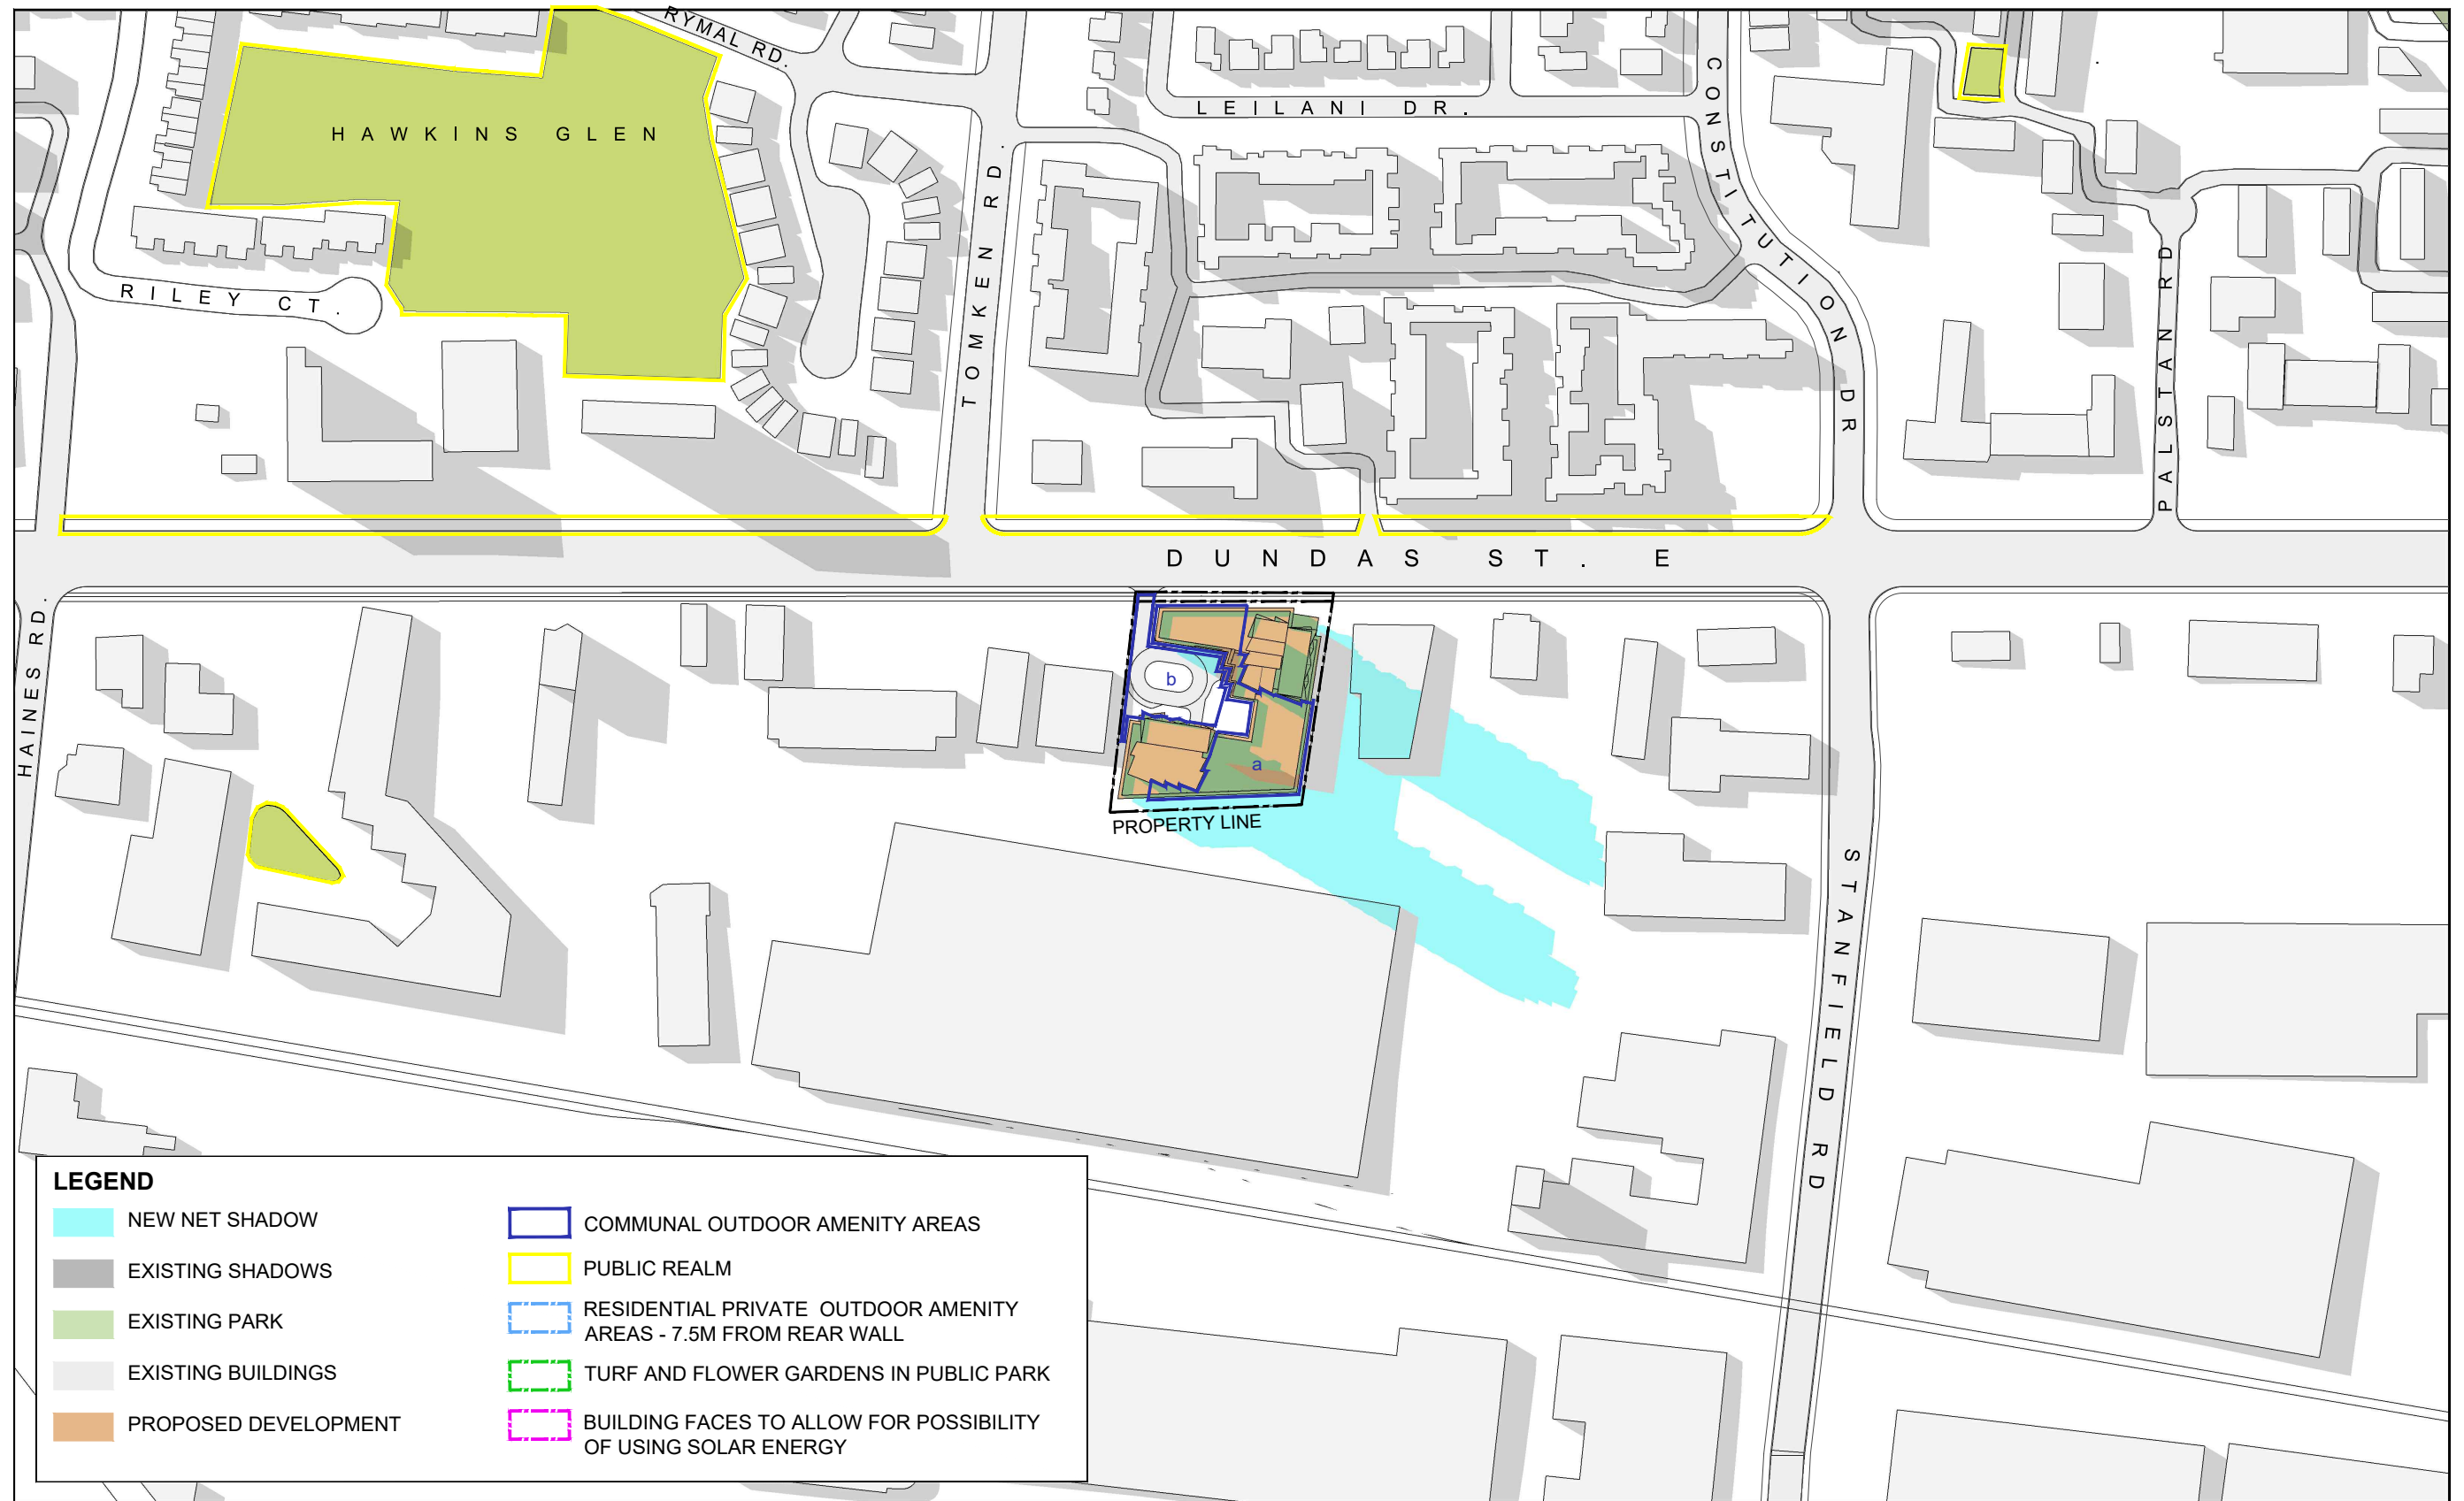 RYMAL RD.
HAWKINS GLEN
LEILANI DR.
CONSTITUTION DR
TOMKEN RD.
RILEY CT.
PALSTAN RD
DUNDAS ST. E
HAINES RD.
b
a
PROPERTY LINE
STANFIELD RD
LEGEND
NEW NET SHADOW
EXISTING SHADOWS
EXISTING PARK
EXISTING BUILDINGS
PROPOSED DEVELOPMENT
COMMUNAL OUTDOOR AMENITY AREAS
PUBLIC REALM
RESIDENTIAL PRIVATE OUTDOOR AMENITY
AREAS - 7.5M FROM REAR WALL
TURF AND FLOWER GARDENS IN PUBLIC PARK
BUILDING FACES TO ALLOW FOR POSSIBILITY
OF USING SOLAR ENERGY